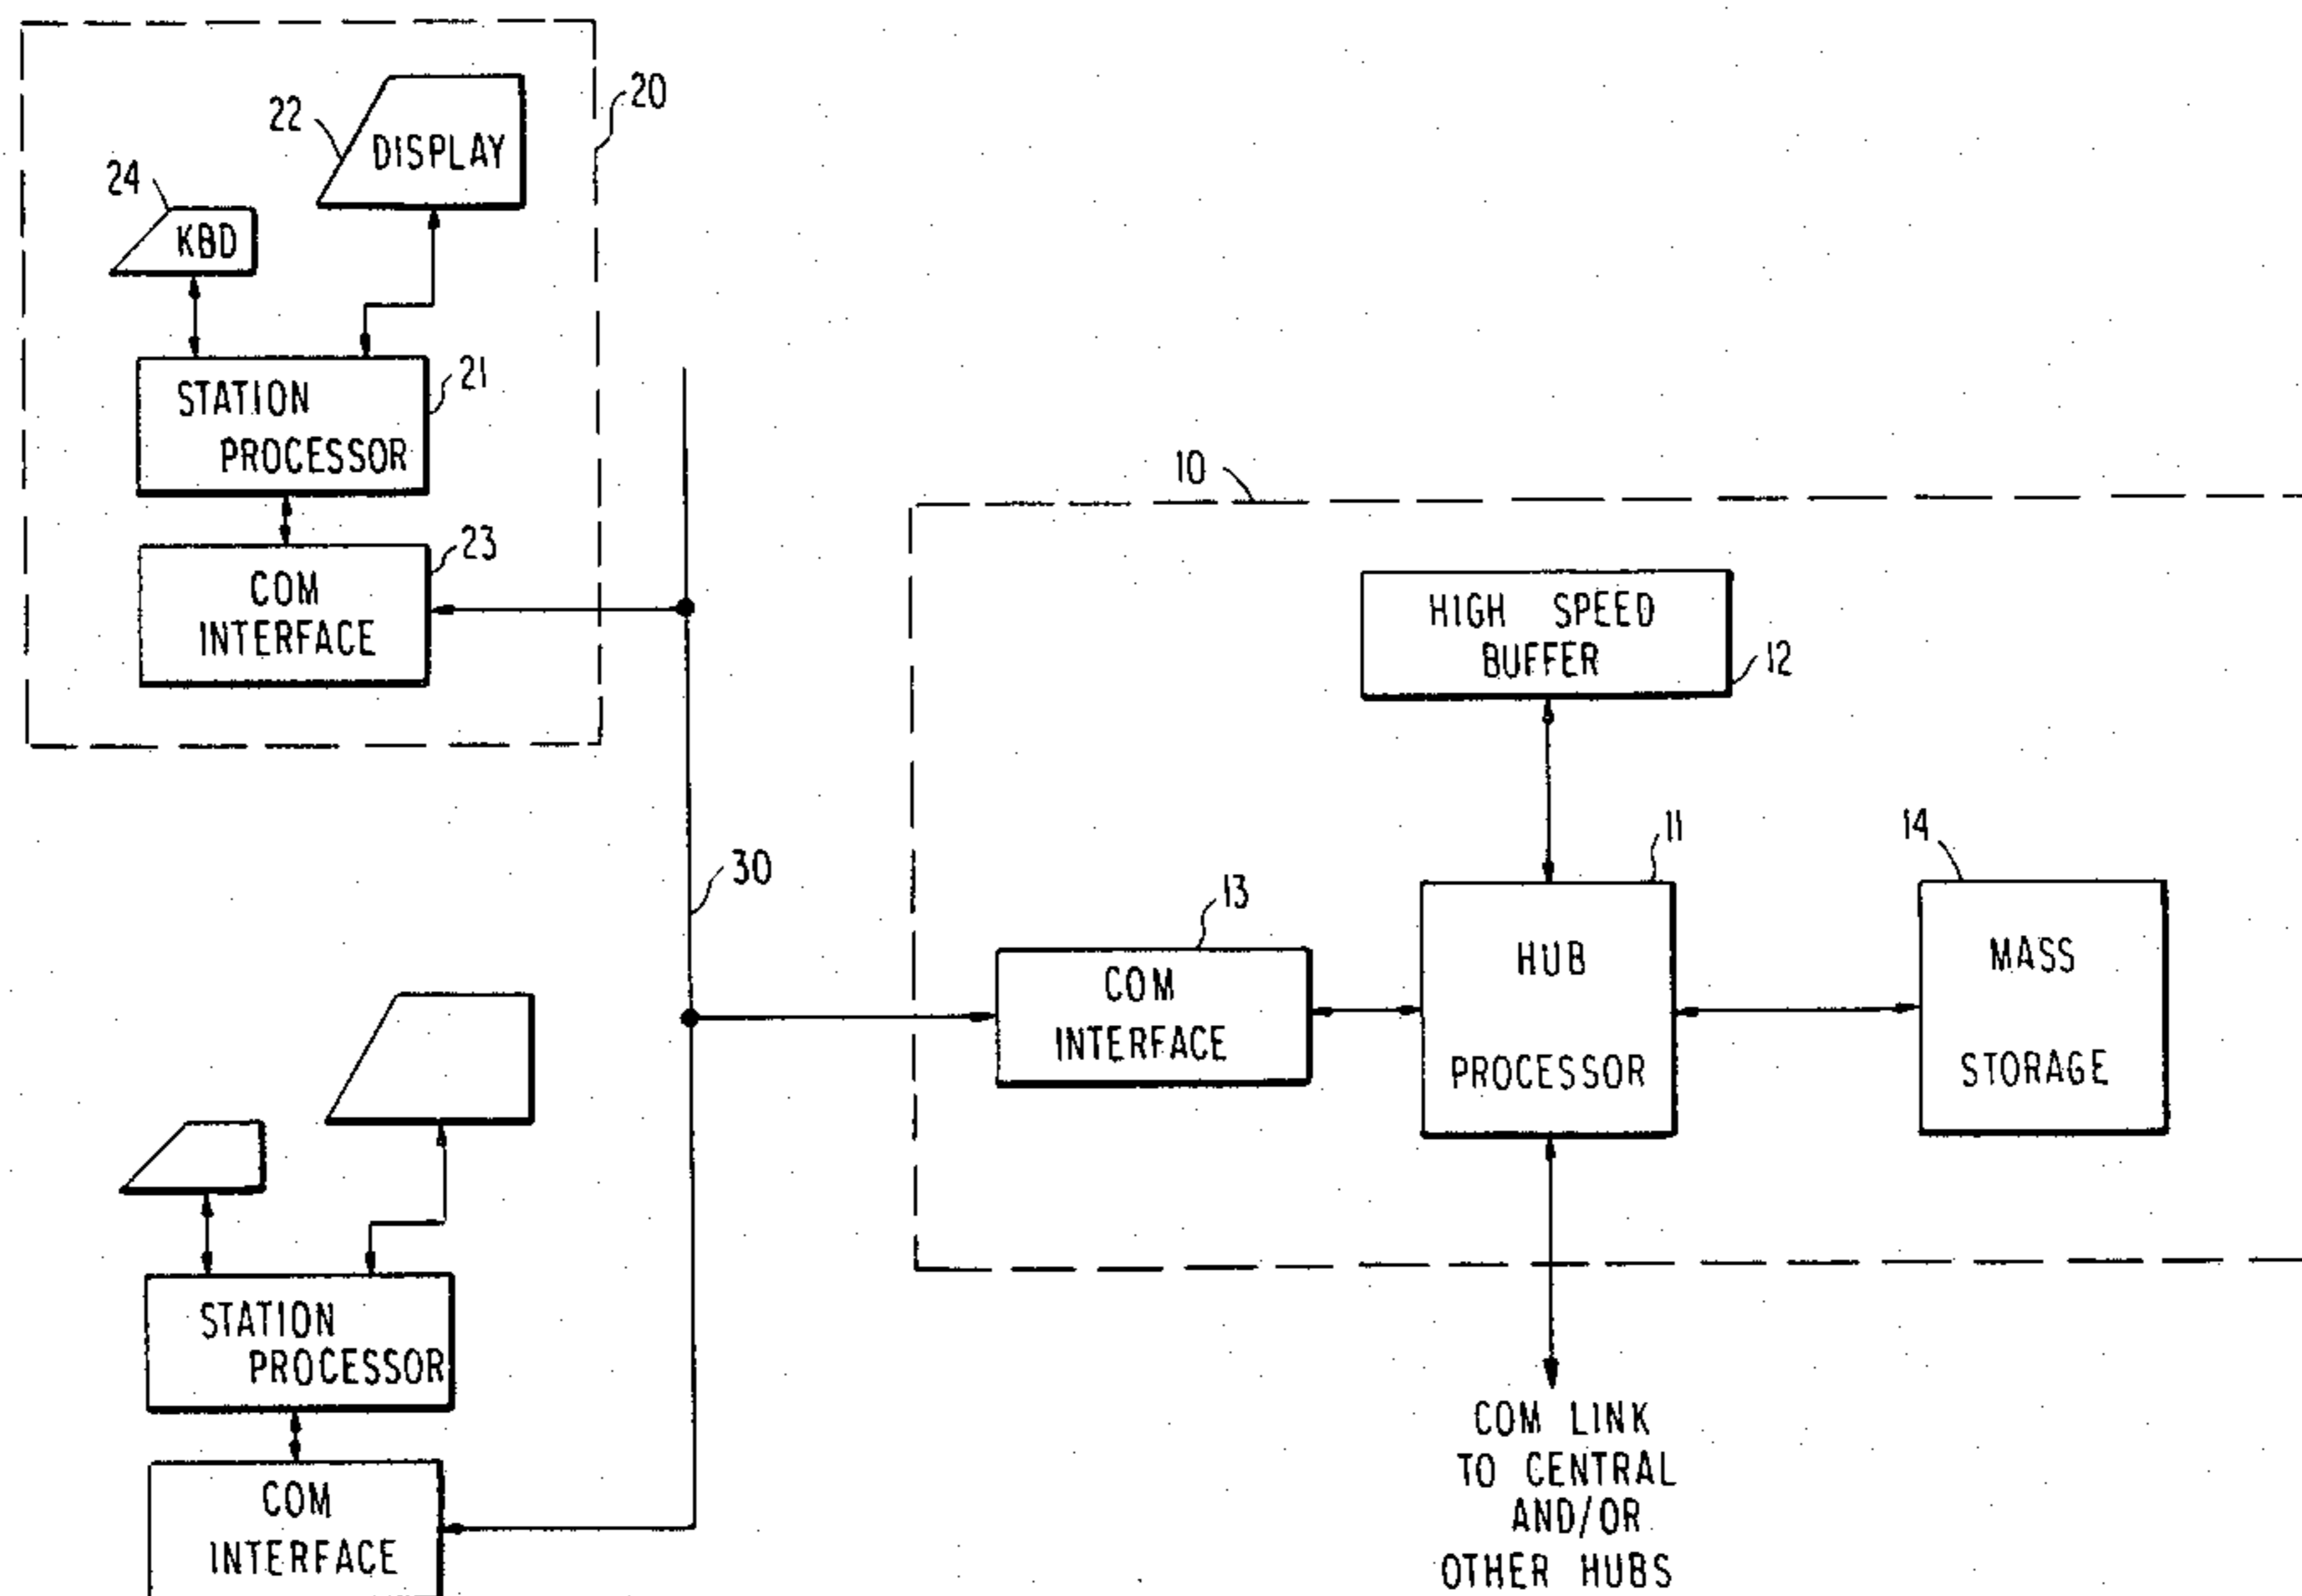 20
22
DISPLAY
24
KBD
21
STATION
PROCESSOR
23
COM
INTERFACE
10
HIGH SPEED
BUFFER
12
30
13
COM
INTERFACE
11
HUB
PROCESSOR
14
MASS
STORAGE
STATION
PROCESSOR
COM
INTERFACE
COM LINK
TO CENTRAL
AND/OR
OTHER HUBS